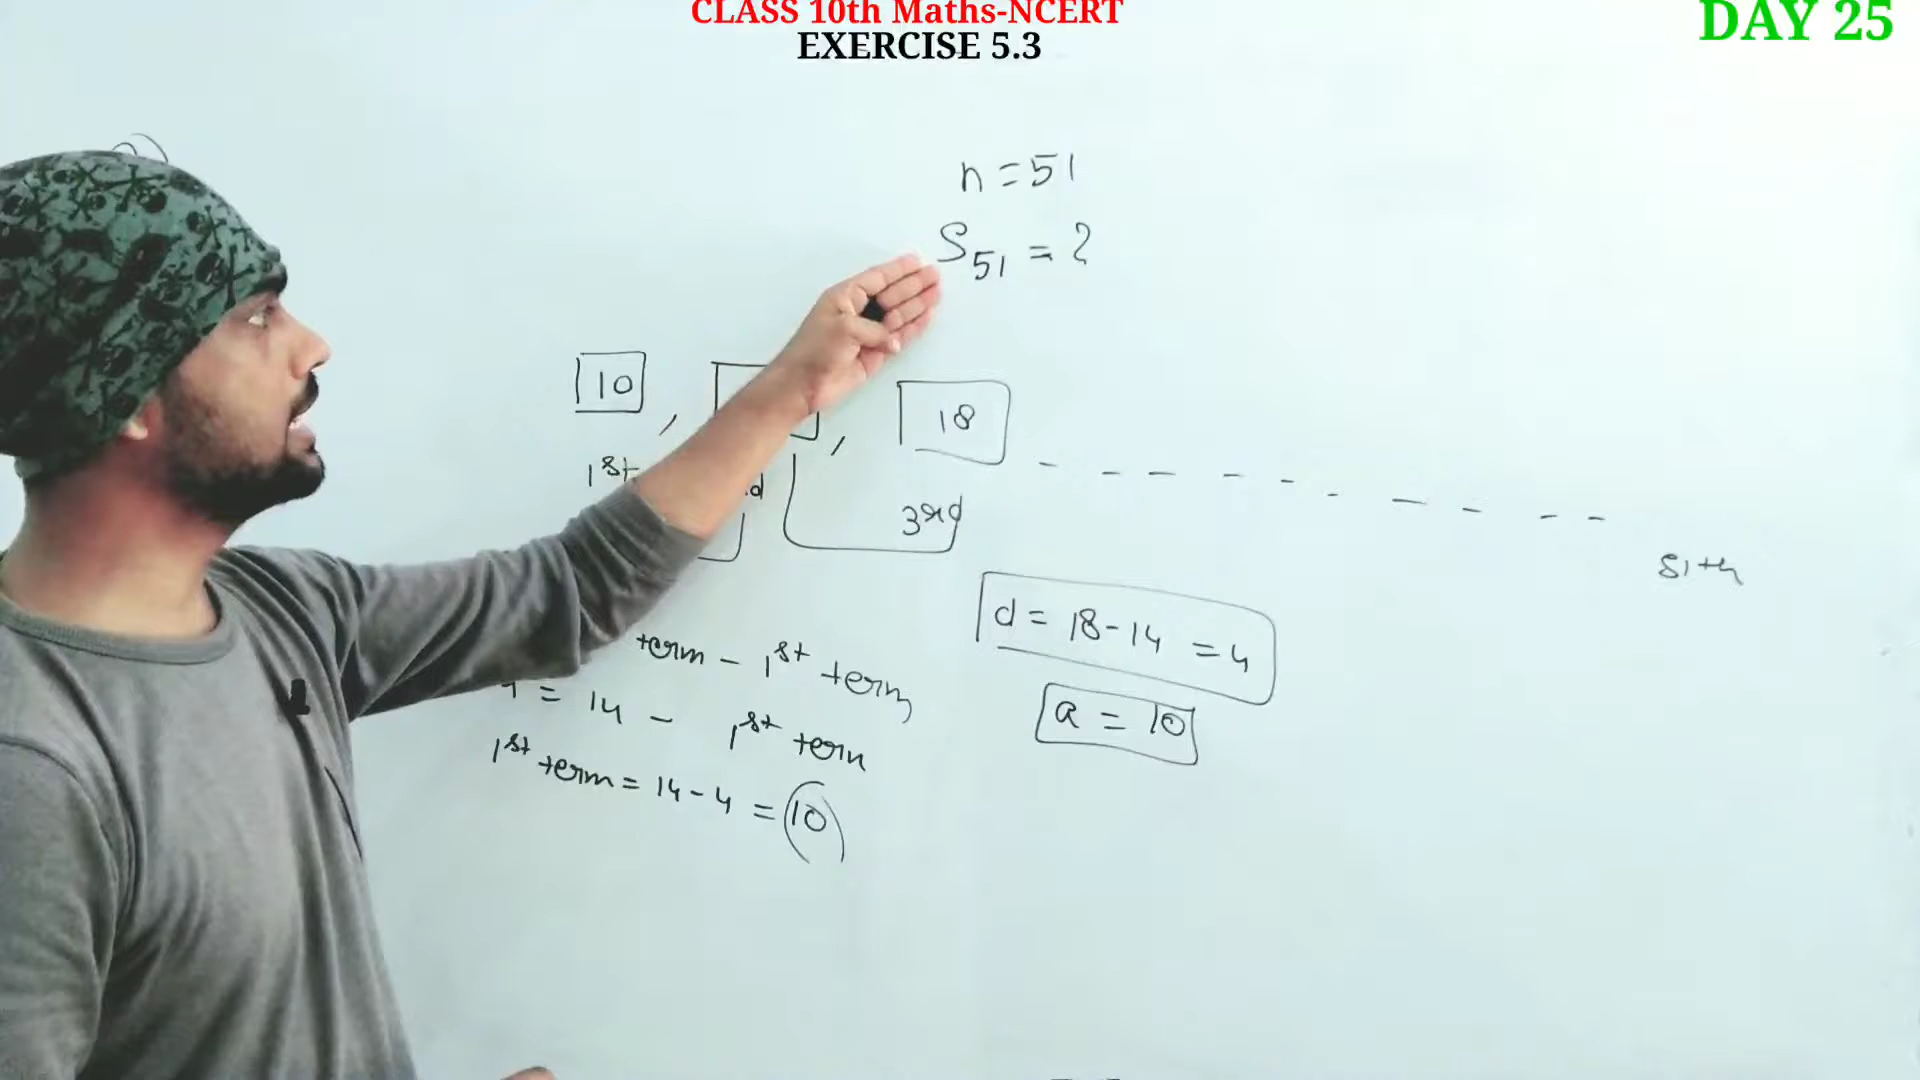 CLASS 10th Maths-NCERT
EXERCISE 5.3
DAY 25
n = 51
S51 = ?
10 , , 18 - - - - - - - - - -
1st 3rd 51th
d = 18 - 14 = 4
a = 10
term - 1st term
= 14 - 1st term
1st term = 14 - 4 = 10